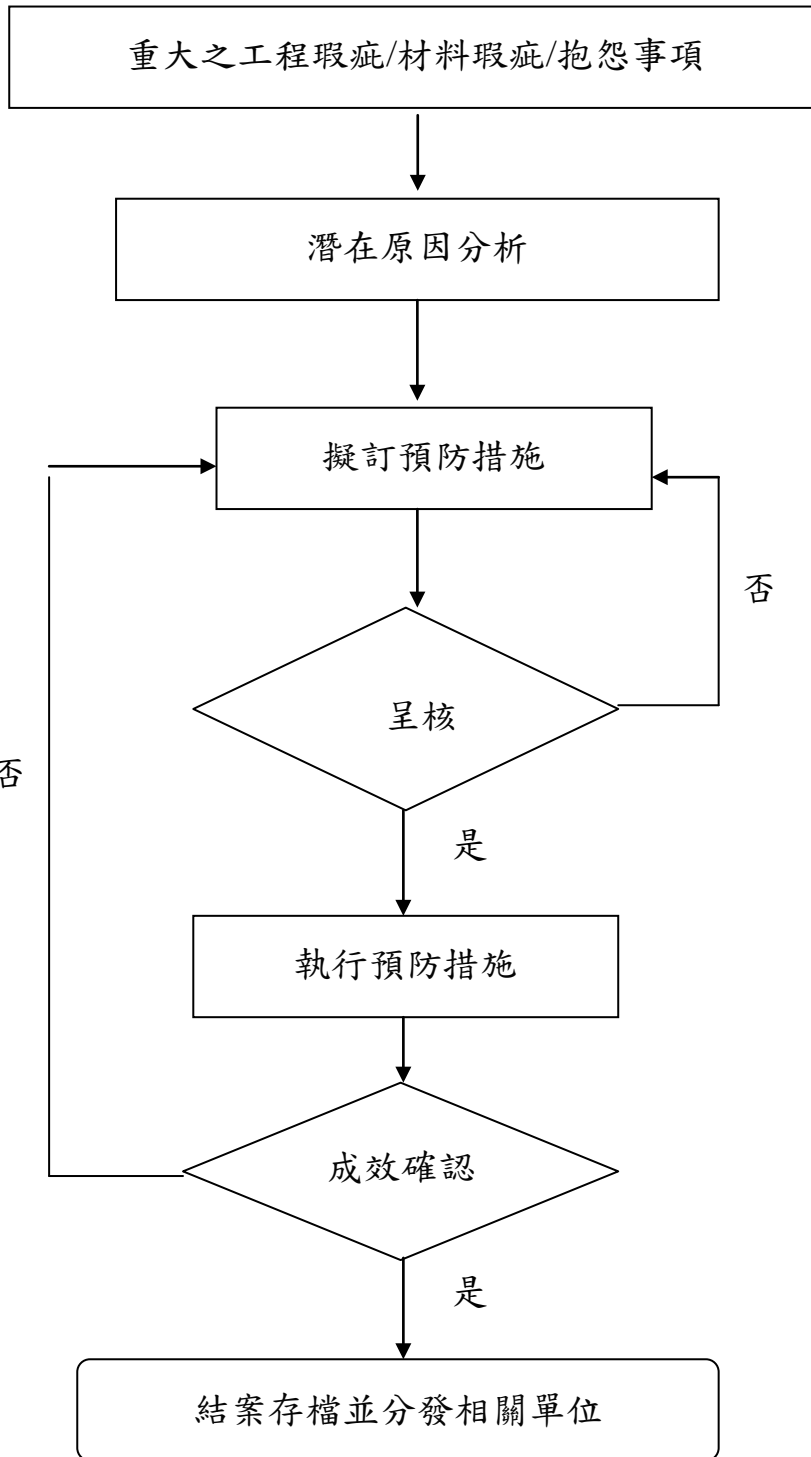 重大之工程瑕疵/材料瑕疵/抱怨事項
潛在原因分析
擬訂預防措施
否
呈核
否
是
執行預防措施
成效確認
是
結案存檔並分發相關單位